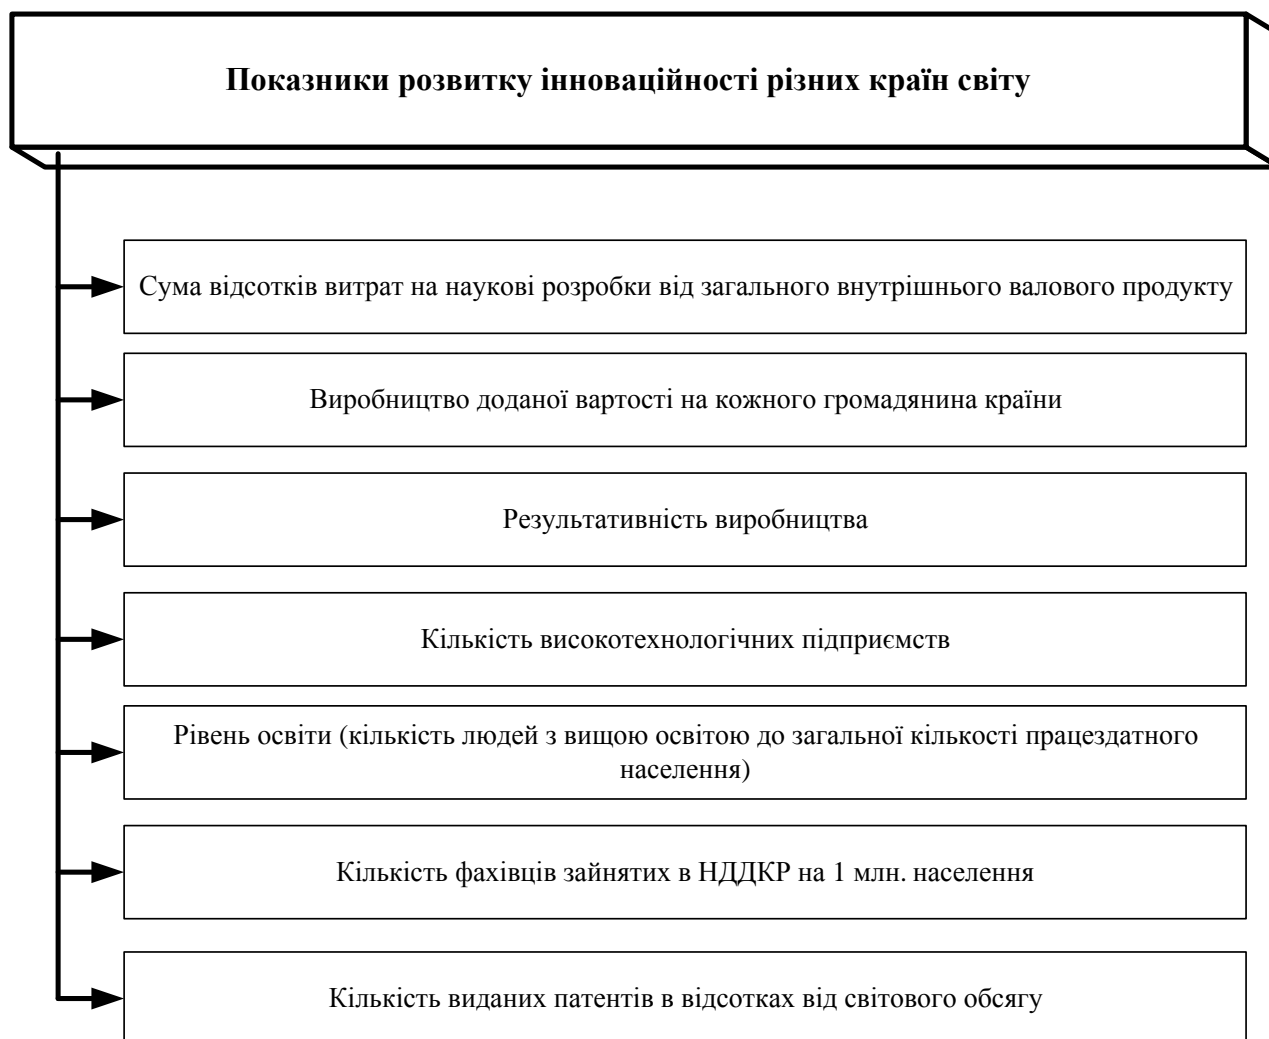 Показники розвитку інноваційності різних країн світу
Сума відсотків витрат на наукові розробки від загального внутрішнього валового продукту
Виробництво доданої вартості на кожного громадянина країни
Результативність виробництва
Кількість високотехнологічних підприємств
Рівень освіти (кількість людей з вищою освітою до загальної кількості працездатного
населення)
Кількість фахівців зайнятих в НДДКР на 1 млн. населення
Кількість виданих патентів в відсотках від світового обсягу